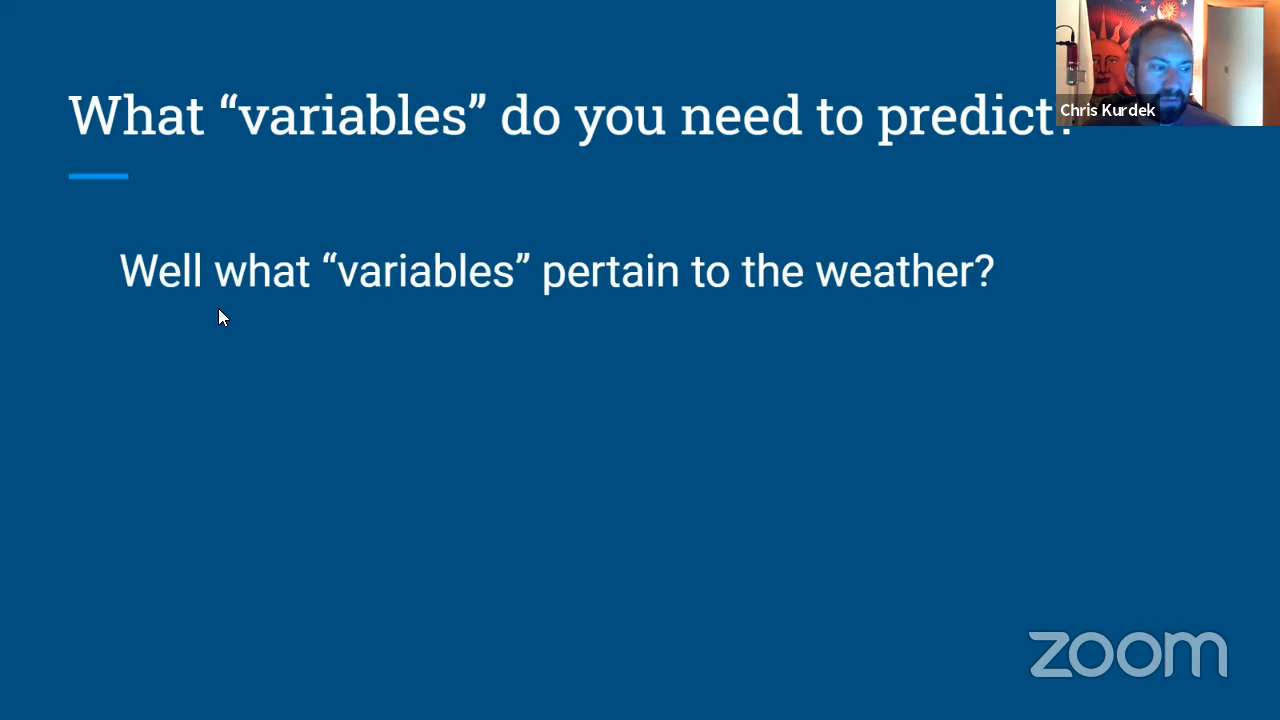 What “variables” do you need to predict?
Chris Kurdek
Well what “variables” pertain to the weather?
zoom